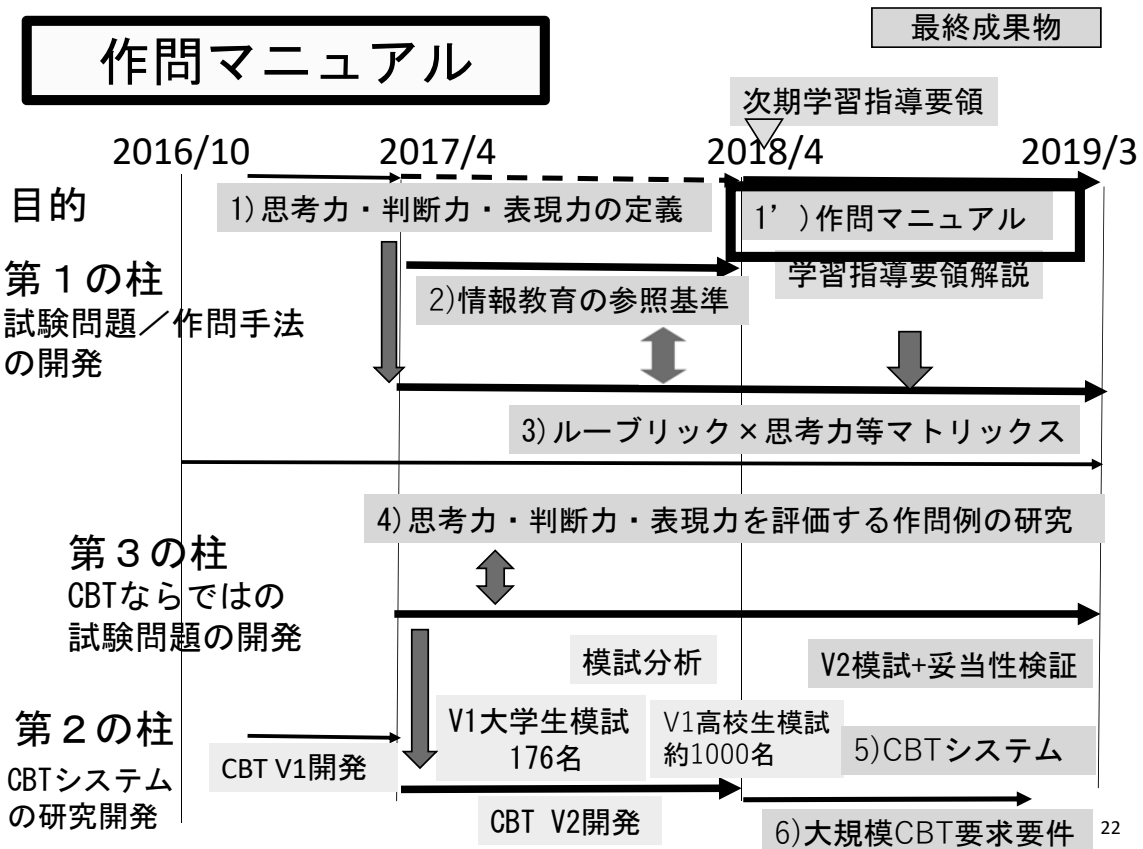 最終成果物
作問マニュアル
次期学習指導要領
2016/10
2017/4
2018/4
2019/3
目的
1)思考力・判断力・表現力の定義
1’)作問マニュアル
第１の柱
試験問題／作問手法
の開発
2)情報教育の参照基準
学習指導要領解説
3)ルーブリック×思考力等マトリックス
4)思考力・判断力・表現力を評価する作問例の研究
第３の柱
CBTならではの
試験問題の開発
模試分析
V2模試+妥当性検証
第２の柱
CBTシステム
の研究開発
CBT V1開発
V1大学生模試
176名
V1高校生模試
約1000名
5)CBTシステム
CBT V2開発
6)大規模CBT要求要件
22